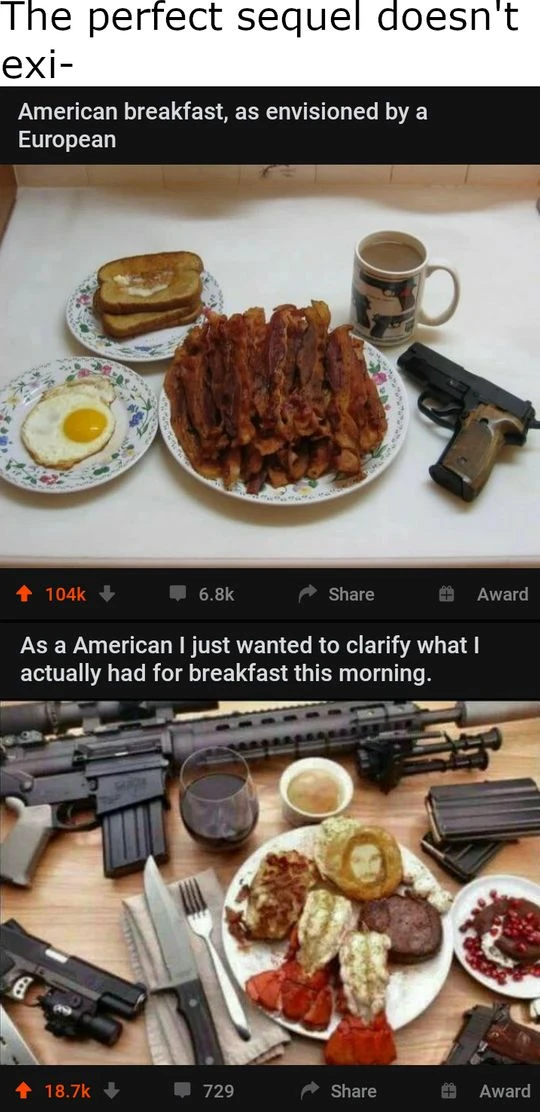 The perfect sequel doesn't
exi-
American breakfast, as envisioned by a
European
104k
6.8k
Share
Award
As a American I just wanted to clarify what I
actually had for breakfast this morning.
18.7k
729
Share
Award